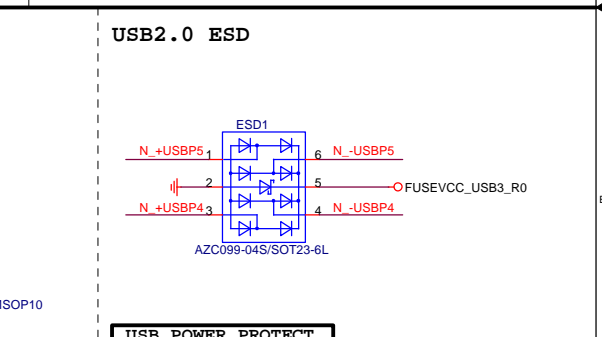 USB2.0 ESD
ESD1
N_+USBP5 1 6 N_-USBP5
2 5 FUSEVCC_USB3_R0
N_+USBP4 3 4 N_-USBP4
AZC099-04S/SOT23-6L
USB POWER PROTECT